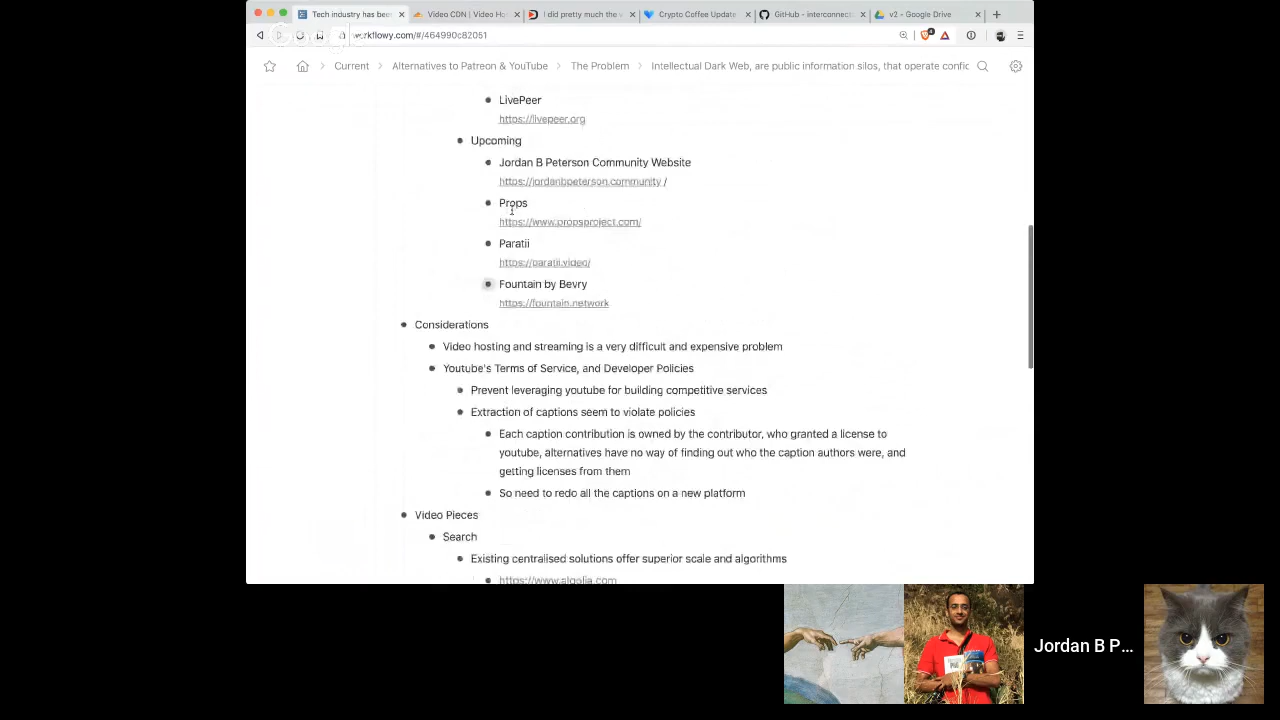 Tech industry has bee
Video CDN | Video Ho
I did pretty much the v
Crypto Coffee Update
GitHub - interconnect
v2 - Google Drive
workflowy.com/#/464990c82051
Current
Alternatives to Patreon & YouTube
The Problem
Intellectual Dark Web, are public information silos, that operate confic
LivePeer
https://livepeer.org
Upcoming
Jordan B Peterson Community Website
https://jordanbpeterson.community /
Props
https://www.propsproject.com/
Paratii
https://paratii.video/
Fountain by Bevry
https://fountain.network
Considerations
Video hosting and streaming is a very difficult and expensive problem
Youtube's Terms of Service, and Developer Policies
Prevent leveraging youtube for building competitive services
Extraction of captions seem to violate policies
Each caption contribution is owned by the contributor, who granted a license to
youtube, alternatives have no way of finding out who the caption authors were, and
getting licenses from them
So need to redo all the captions on a new platform
Video Pieces
Search
Existing centralised solutions offer superior scale and algorithms
https://www.algolia.com
Jordan B P...